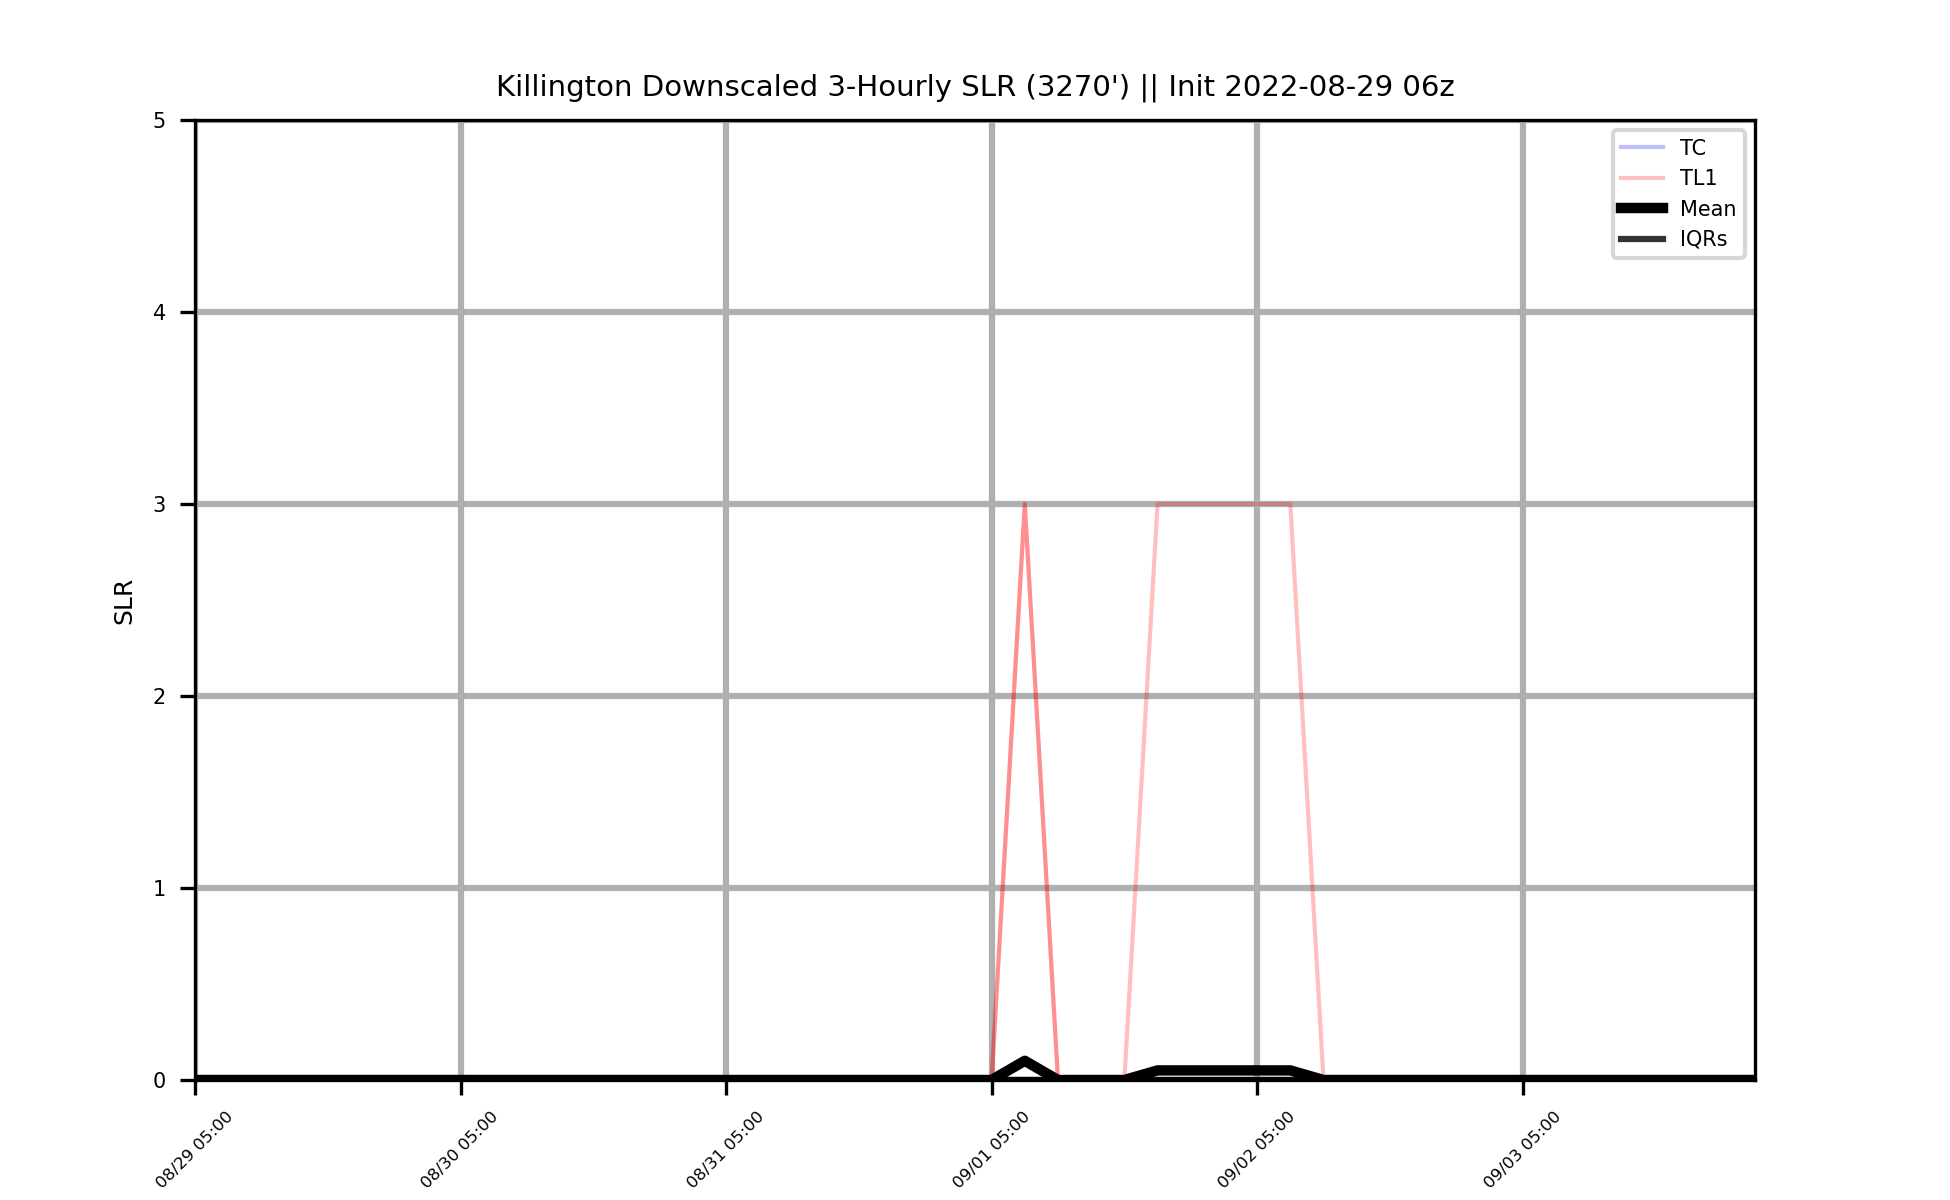 Killington Downscaled 3-Hourly SLR (3270') || Init 2022-08-29 06z
TC
TL1
Mean
IQRs
SLR
5
4
3
2
1
0
08/29 05:00
08/30 05:00
08/31 05:00
09/01 05:00
09/02 05:00
09/03 05:00